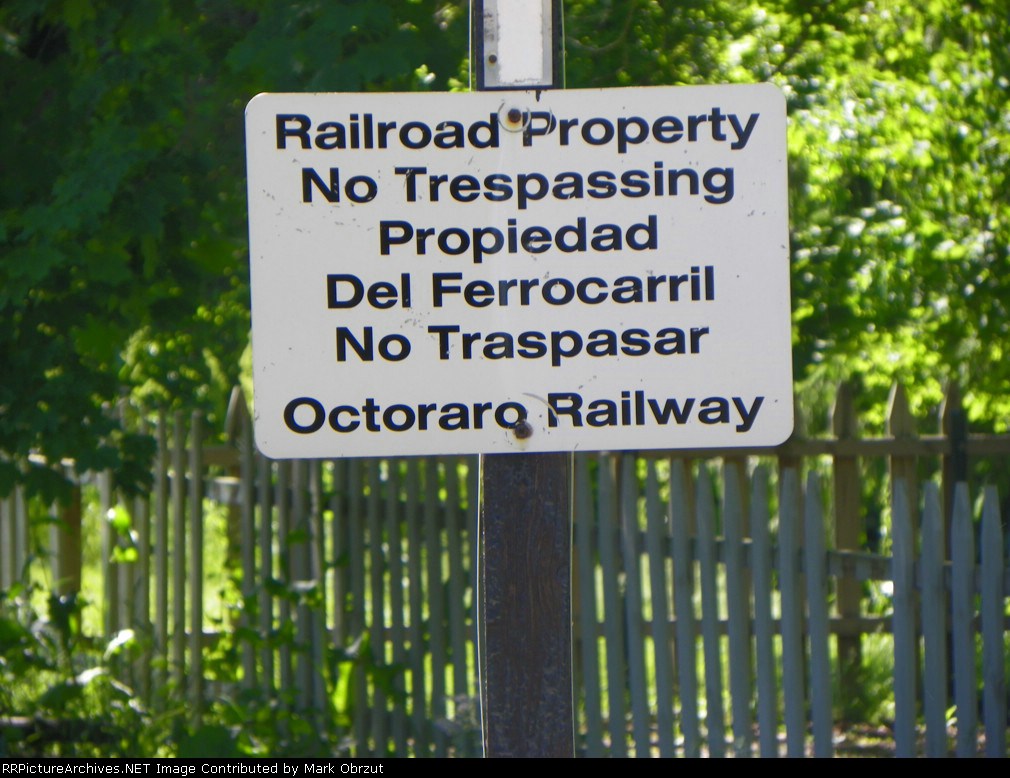 Railroad Property
No Trespassing
Propiedad
Del Ferrocarril
No Traspasar
Octoraro Railway
RRPictureArchives.NET Image Contributed by Mark Obrzut